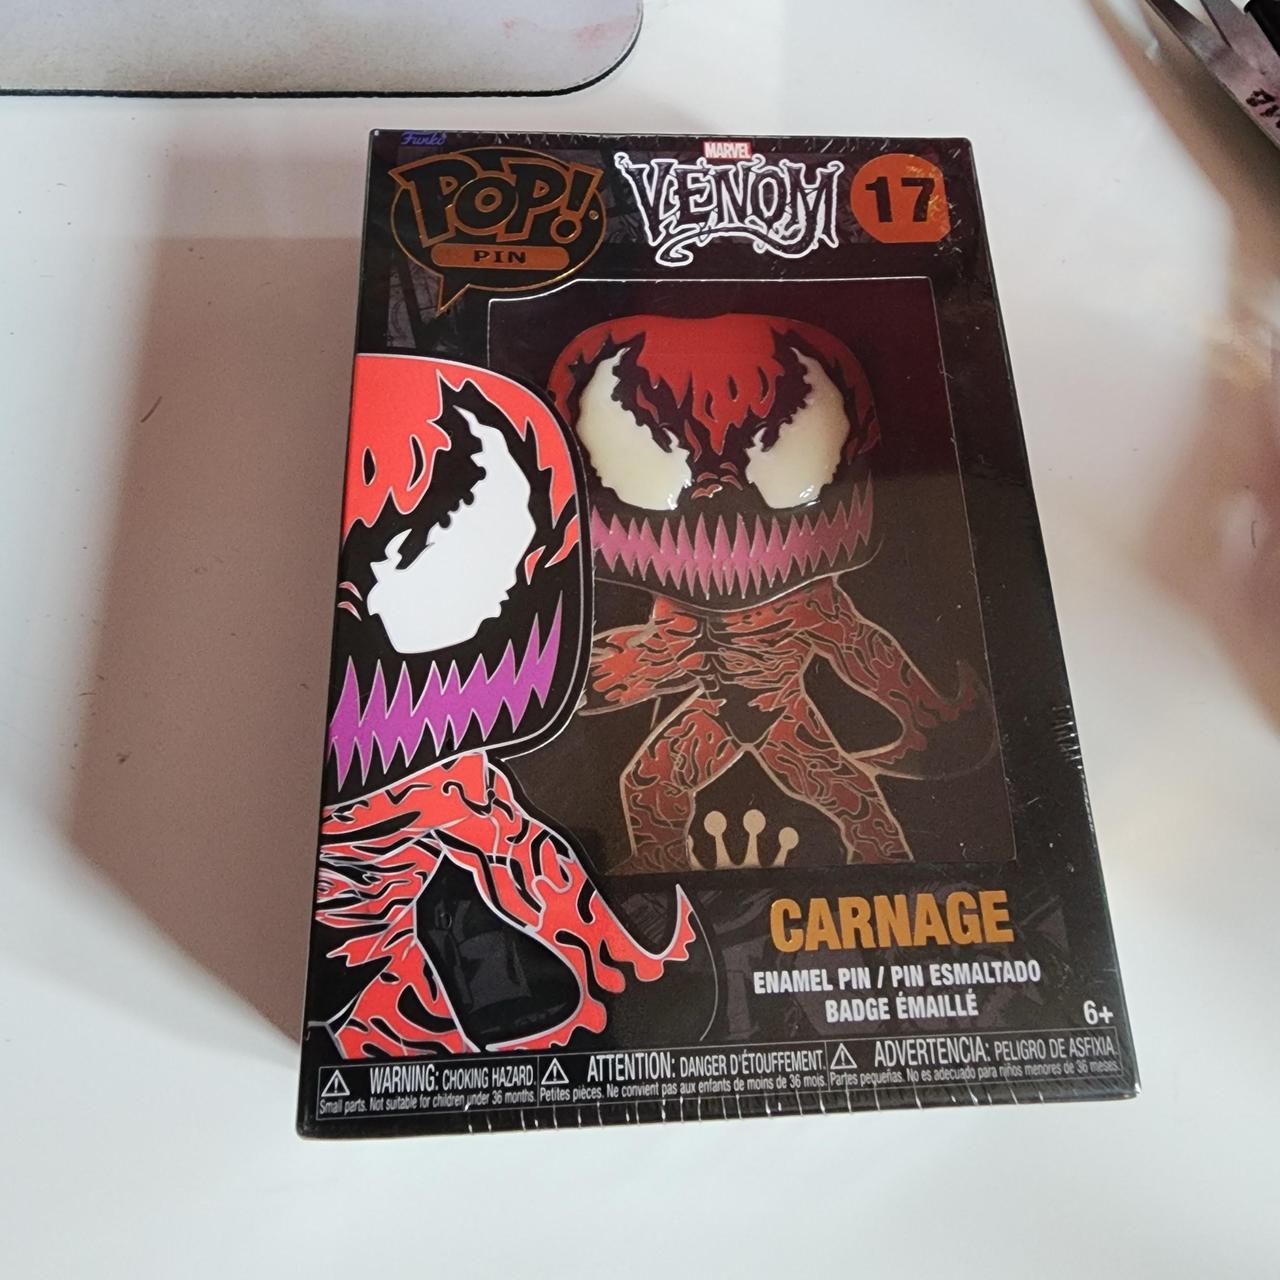 Funko
POP!
PIN
MARVEL
VENOM
17
CARNAGE
ENAMEL PIN / PIN ESMALTADO
BADGE ÉMAILLÉ
6+
WARNING: CHOKING HAZARD.
Small parts. Not suitable for children under 36 months.
ATTENTION: DANGER D'ÉTOUFFEMENT.
Petites pièces. Ne convient pas aux enfants de moins de 36 mois.
ADVERTENCIA: PELIGRO DE ASFIXIA.
Partes pequeñas. No es adecuado para niños menores de 36 meses.